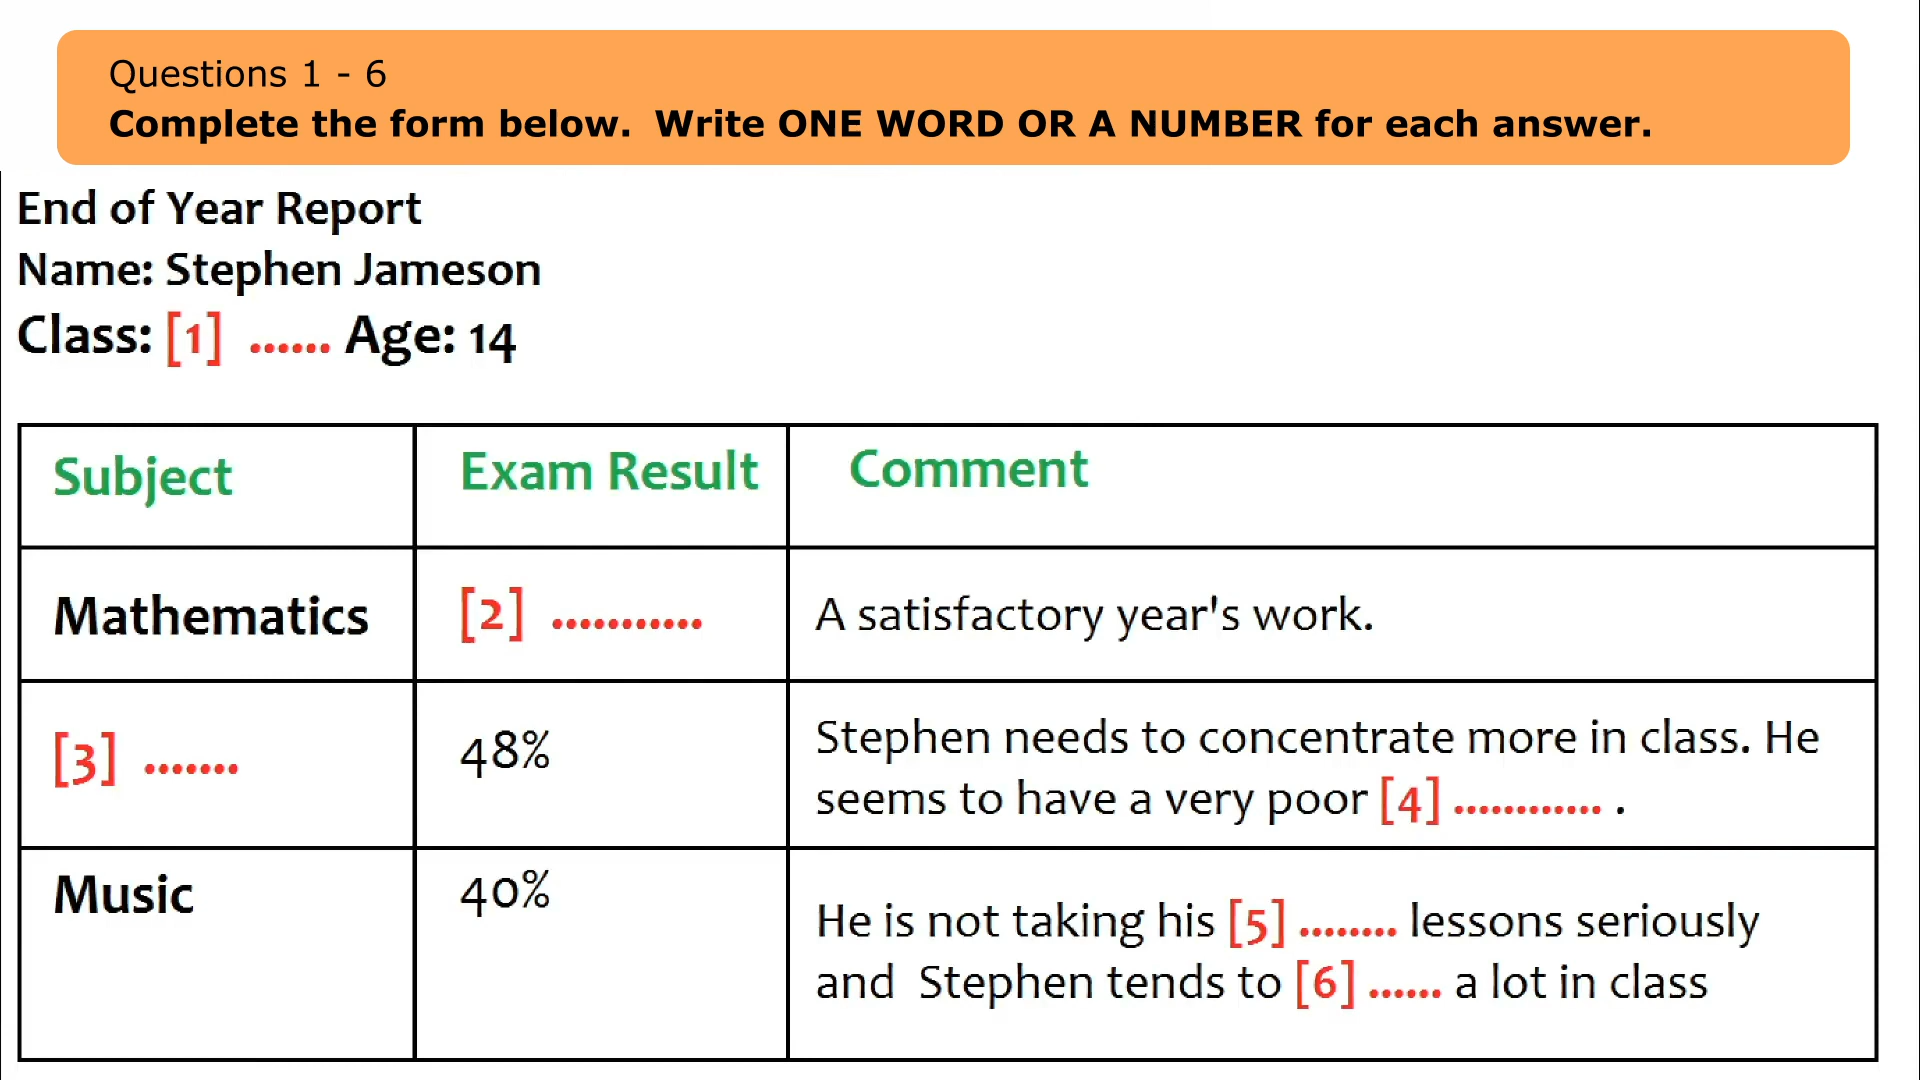 Questions 1 - 6
Complete the form below.  Write ONE WORD OR A NUMBER for each answer.
End of Year Report
Name: Stephen Jameson
Class: [1] ...... Age: 14
Subject Exam Result Comment
Mathematics [2] ........... A satisfactory year's work.
[3] ....... 48% Stephen needs to concentrate more in class. He
seems to have a very poor [4] ............ .
Music 40%
He is not taking his [5] ........ lessons seriously
and  Stephen tends to [6] ...... a lot in class